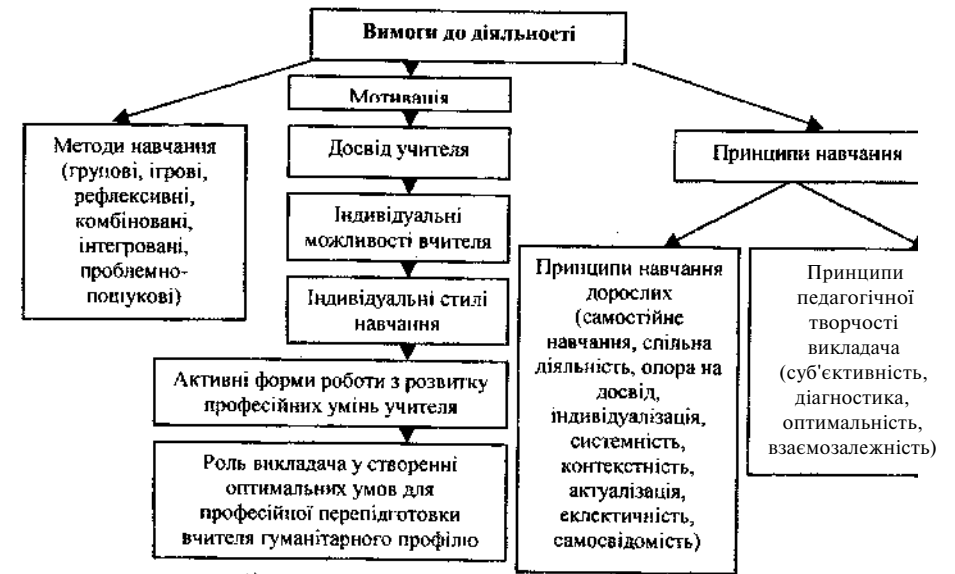 Вимоги до діяльності
Мотивація
Методи навчання
(групові, ігрові,
рефлексивні,
комбіновані,
інтегровані,
проблемно-
пошукові)
Досвід учителя
Індивідуальні
можливості вчителя
Індивідуальні стилі
навчання
Активні форми роботи з розвитку
професійних умінь учителя
Роль викладача у створенні
оптимальних умов для
професійної перепідготовки
вчителя гуманітарного профілю
Принципи навчання
Принципи навчання
дорослих
(самостійне
навчання, спільна
діяльність, опора на
досвід,
індивідуалізація,
системність,
контекстність,
актуалізація,
еклектичність,
самосвідомість)
Принципи
педагогічної
творчості
викладача
(суб'єктивність,
діагностика,
оптимальність,
взаємозалежність)